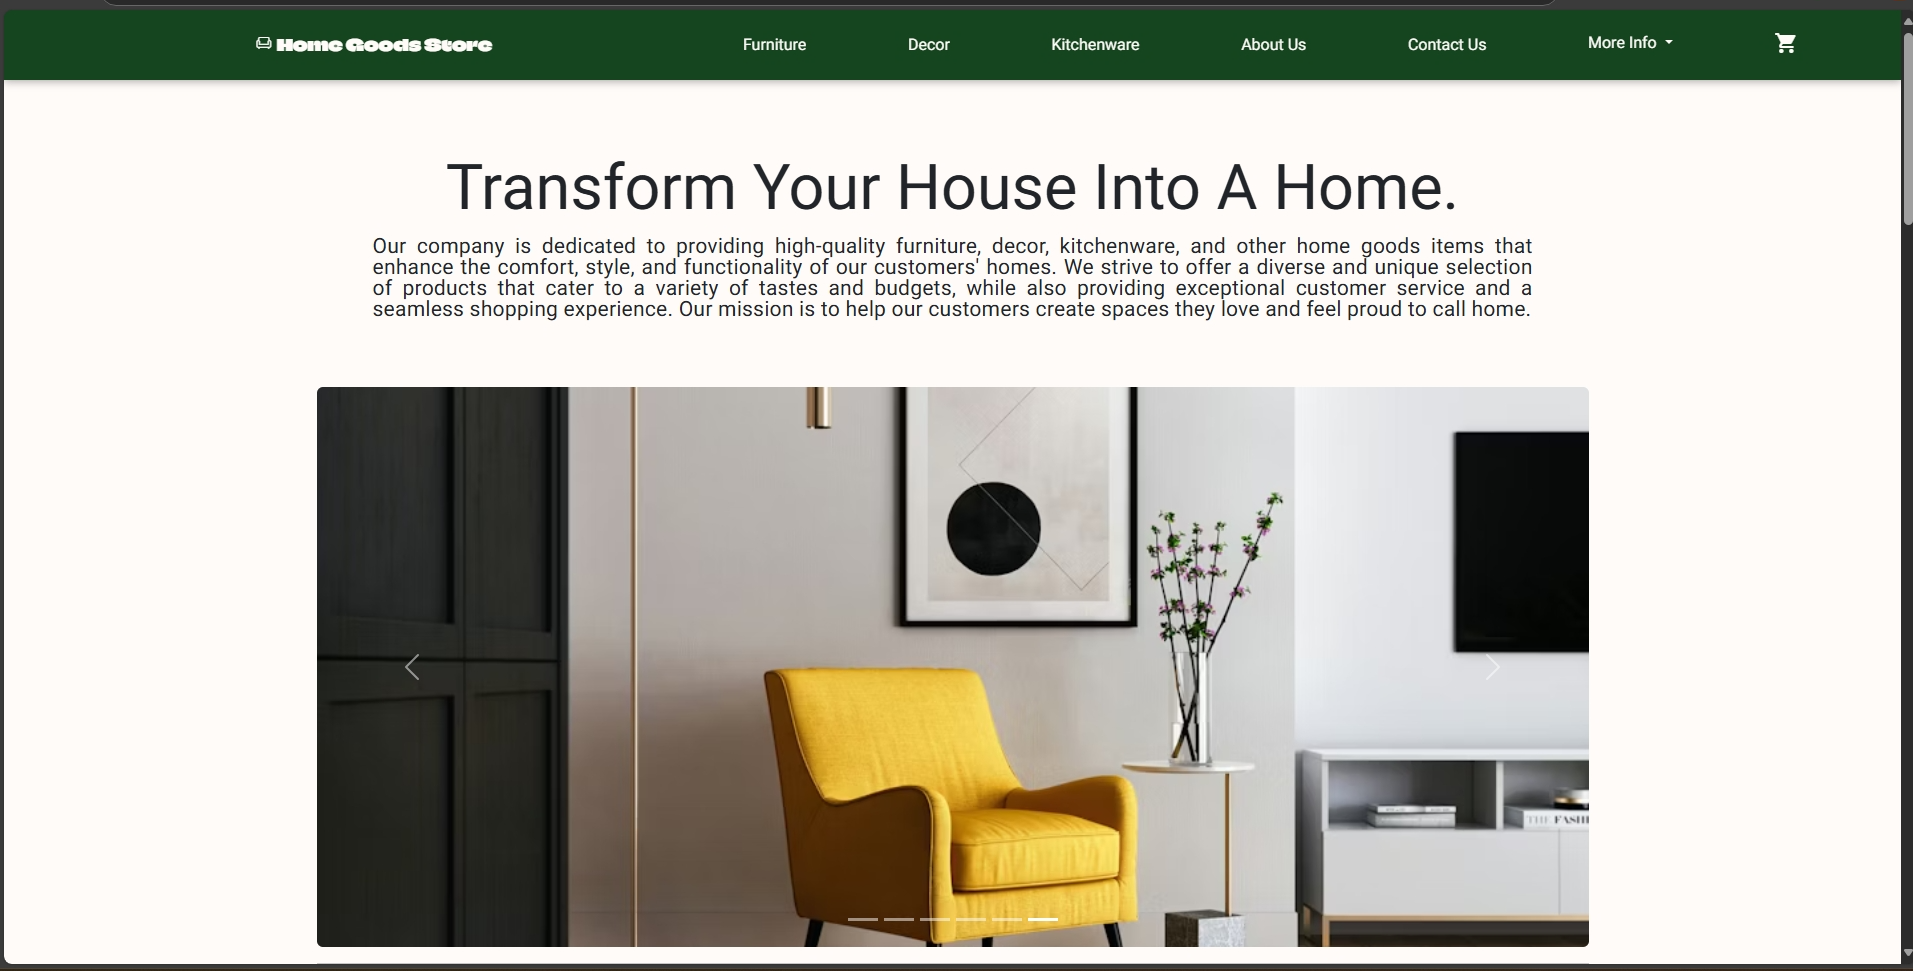 Home Goods Store
Furniture
Decor
Kitchenware
About Us
Contact Us
More Info
Transform Your House Into A Home.
Our company is dedicated to providing high-quality furniture, decor, kitchenware, and other home goods items that
enhance the comfort, style, and functionality of our customers' homes. We strive to offer a diverse and unique selection
of products that cater to a variety of tastes and budgets, while also providing exceptional customer service and a
seamless shopping experience. Our mission is to help our customers create spaces they love and feel proud to call home.
THE FASHI